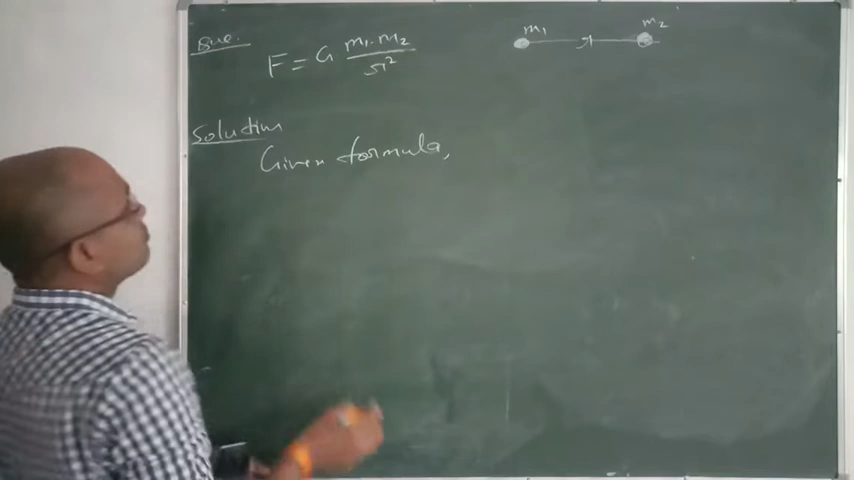 Que.
F = G m₁.m₂ / r²
m₁ r m₂
Solution
Given formula,